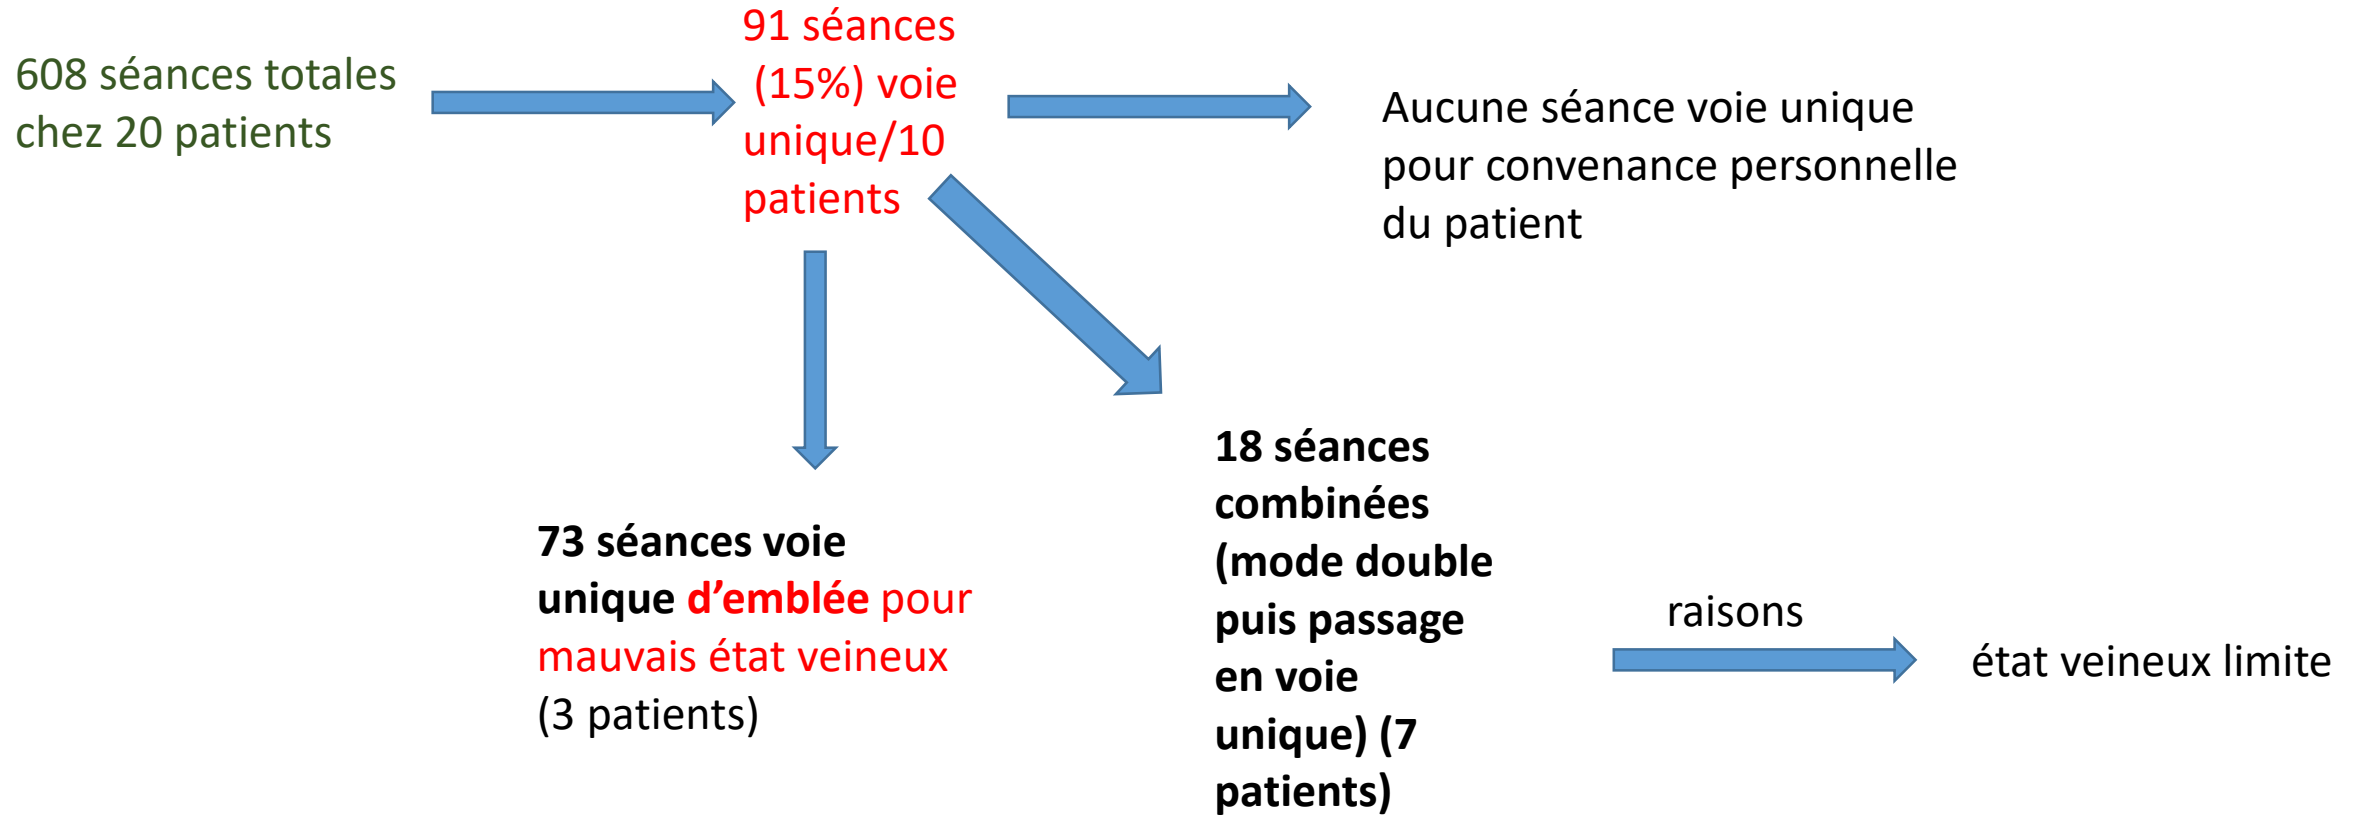 608 séances totales
chez 20 patients
91 séances
(15%) voie
unique/10
patients
Aucune séance voie unique
pour convenance personnelle
du patient
73 séances voie
unique d’emblée pour
mauvais état veineux
(3 patients)
18 séances
combinées
(mode double
puis passage
en voie
unique) (7
patients)
raisons
état veineux limite